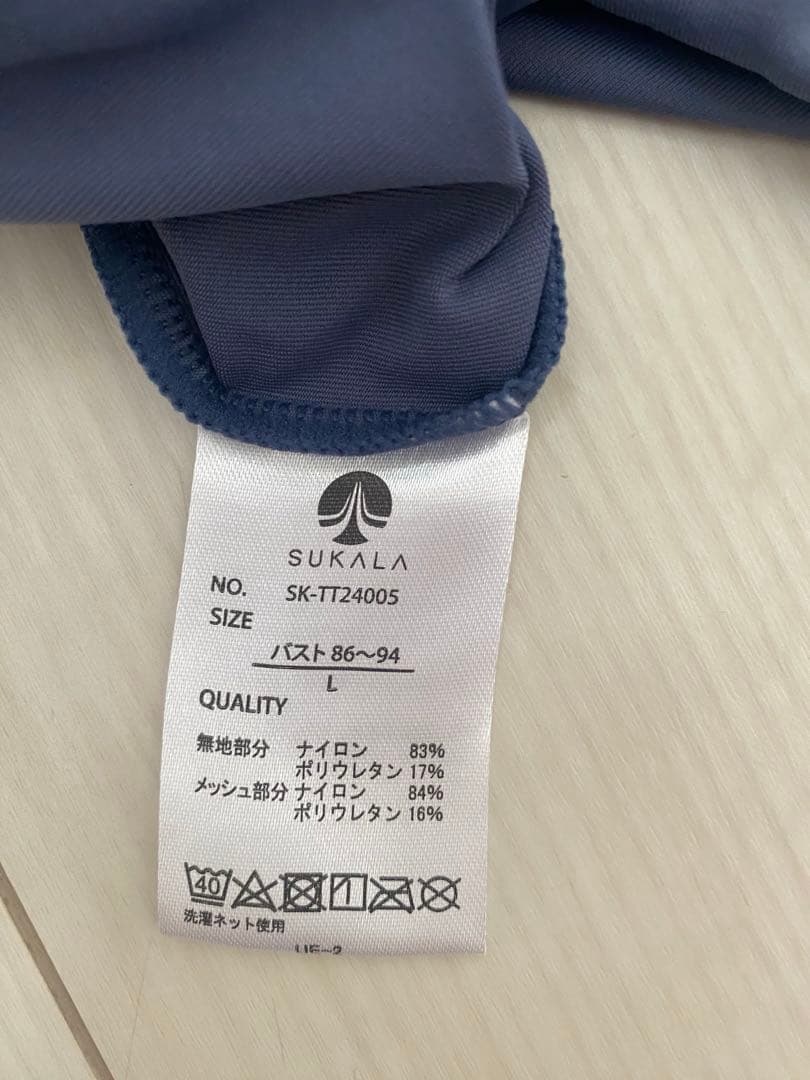 SUKALA
NO. SK-TT24005
SIZE
バスト 86〜94
L
QUALITY
無地部分 ナイロン 83%
ポリウレタン 17%
メッシュ部分 ナイロン 84%
ポリウレタン 16%
40
洗濯ネット使用